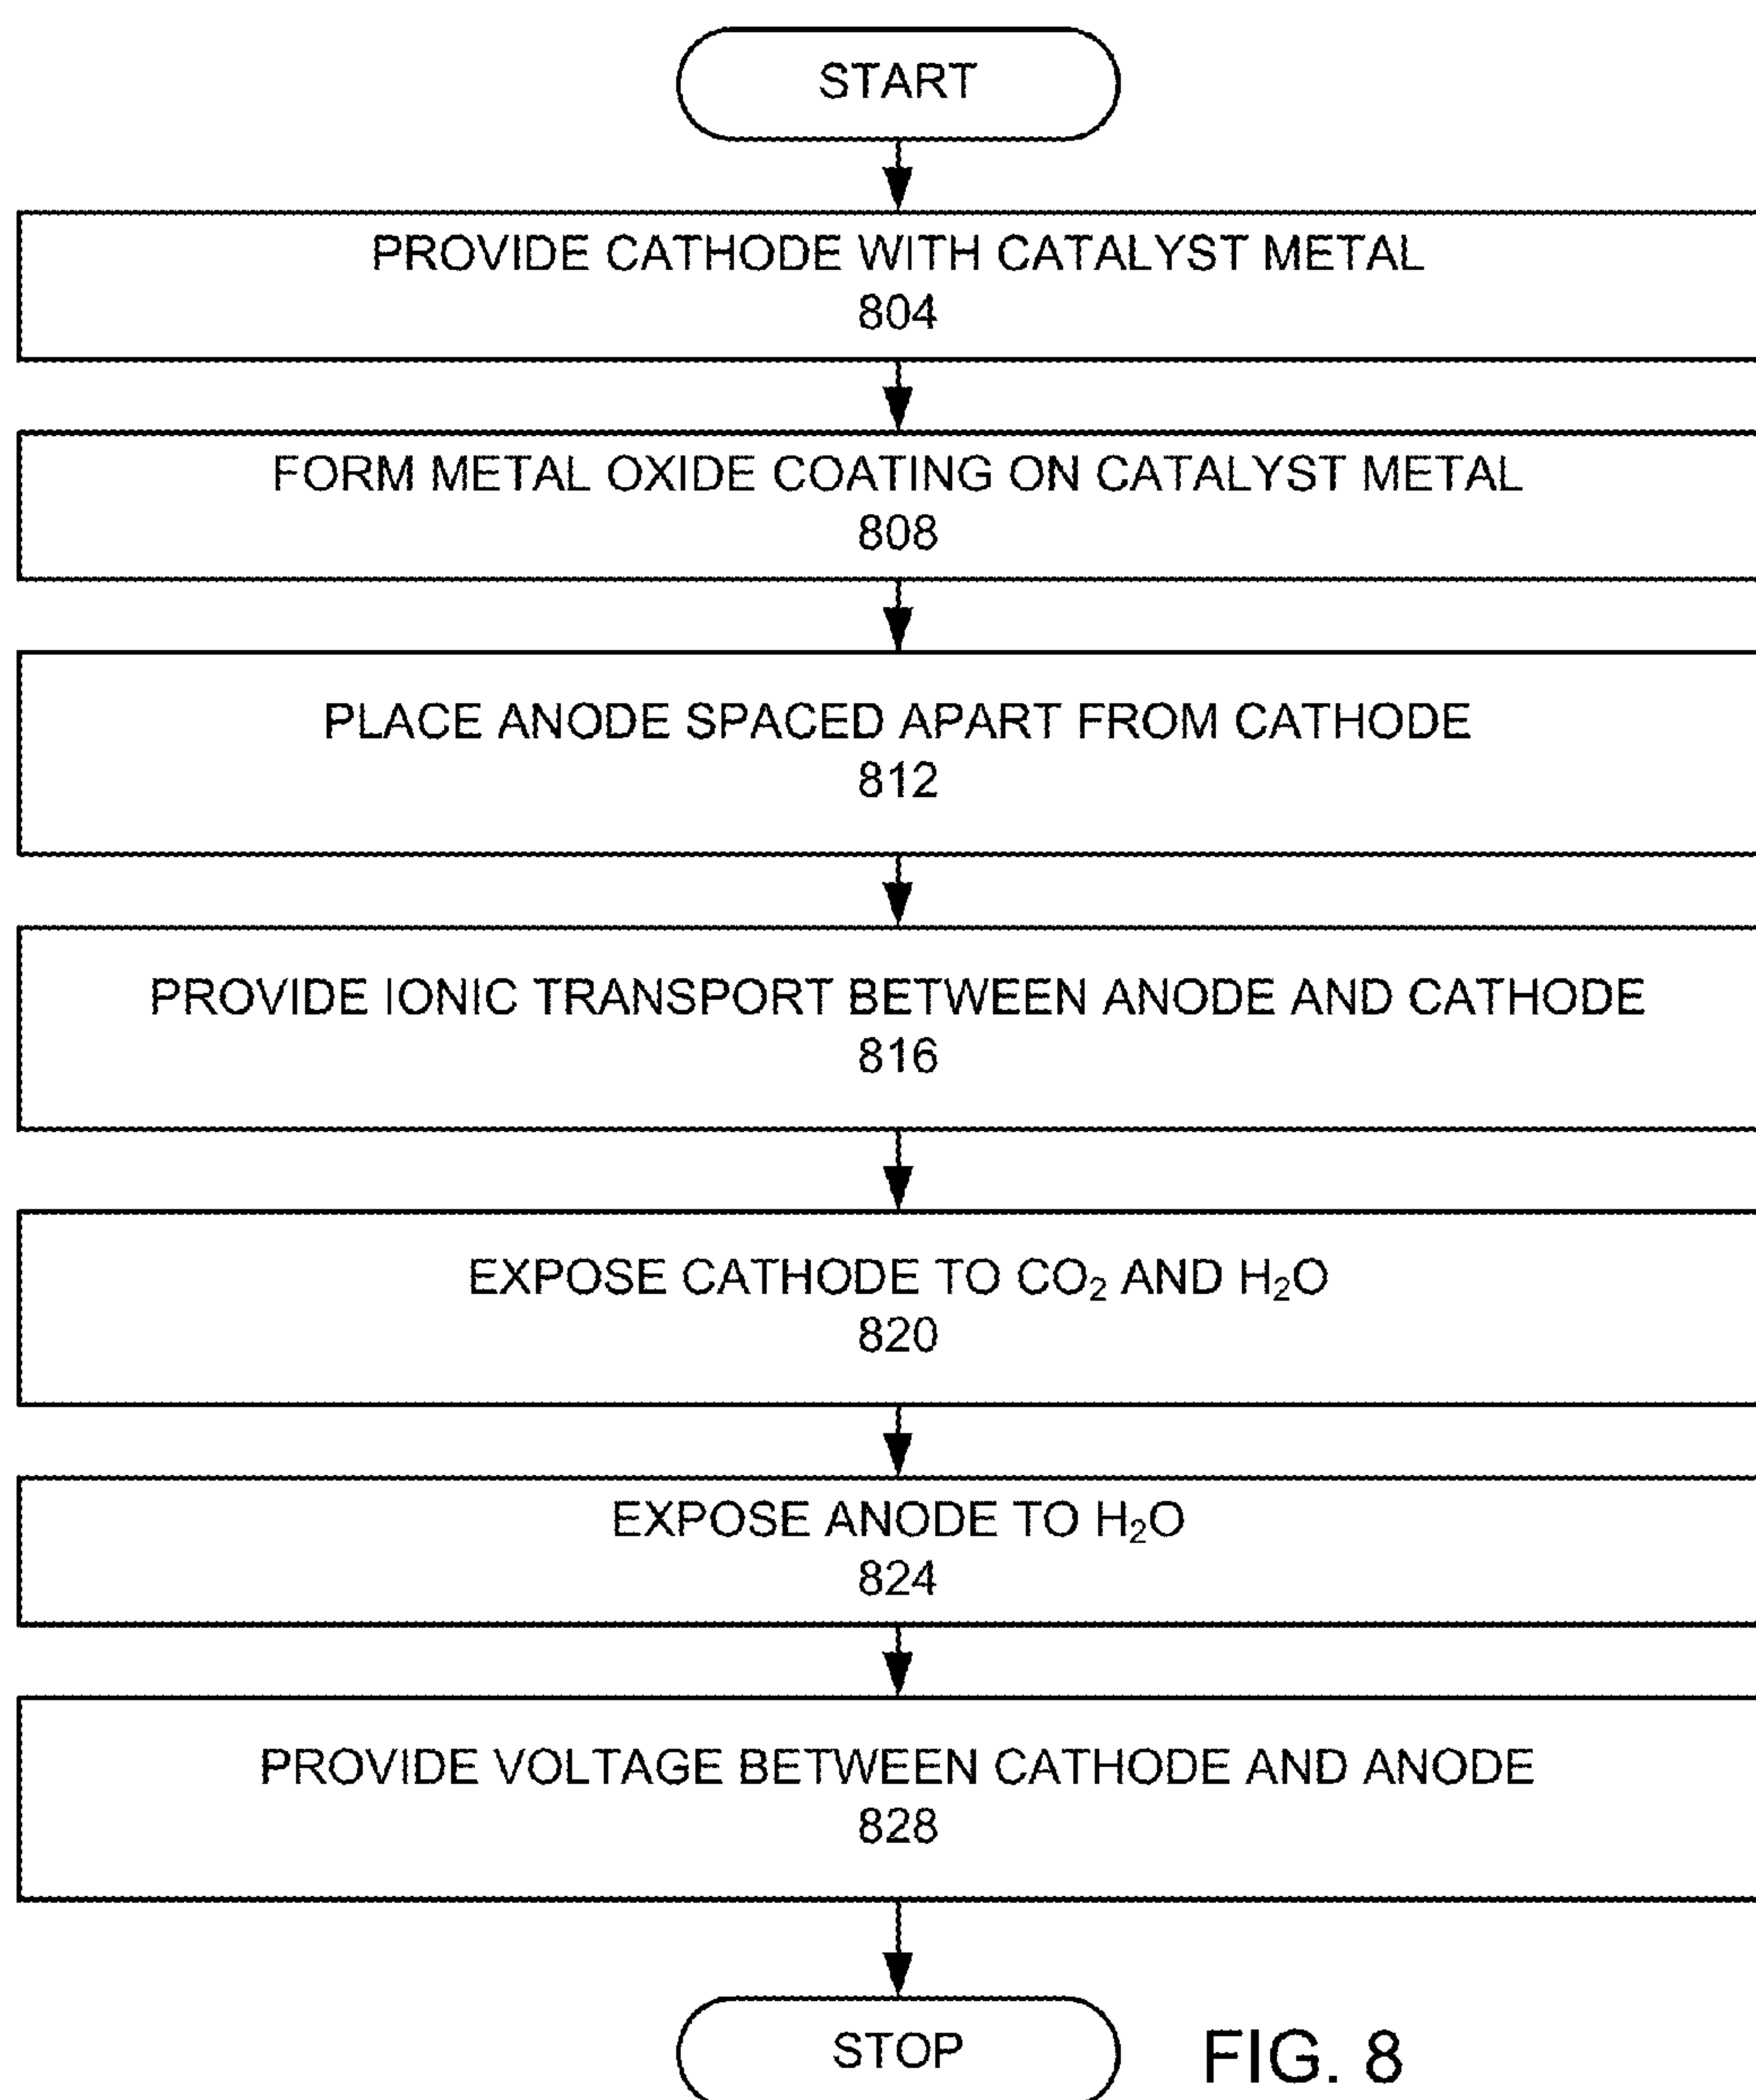 START
PROVIDE CATHODE WITH CATALYST METAL
804
FORM METAL OXIDE COATING ON CATALYST METAL
808
PLACE ANODE SPACED APART FROM CATHODE
812
PROVIDE IONIC TRANSPORT BETWEEN ANODE AND CATHODE
816
EXPOSE CATHODE TO CO₂ AND H₂O
820
EXPOSE ANODE TO H₂O
824
PROVIDE VOLTAGE BETWEEN CATHODE AND ANODE
828
STOP
FIG. 8